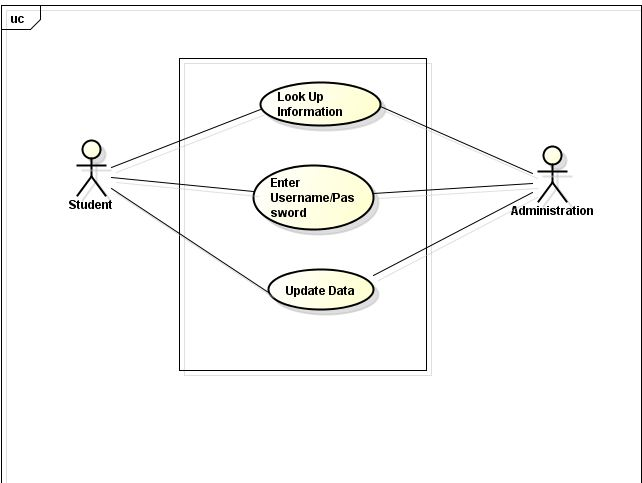 uc
Look Up
Information
Enter
Username/Pas
sword
Student
Administration
Update Data